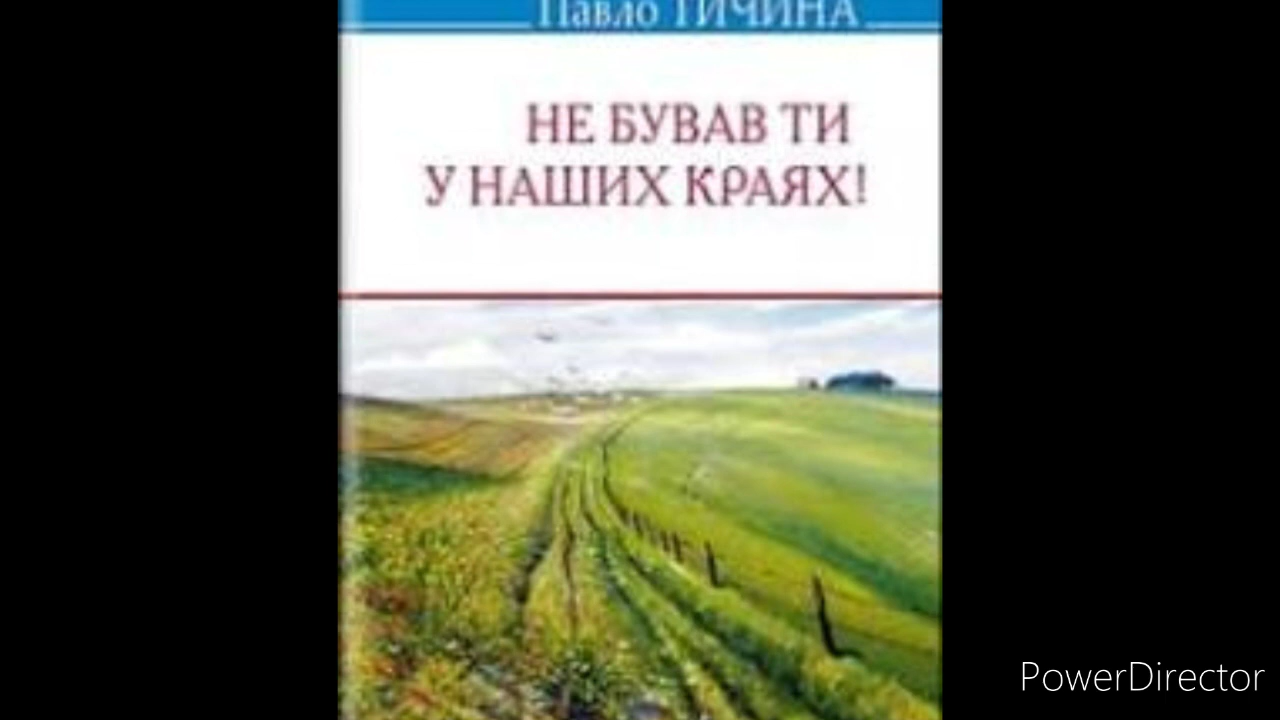 Павло ТИЧИНА
НЕ БУВАВ ТИ
У НАШИХ КРАЯХ!
PowerDirector